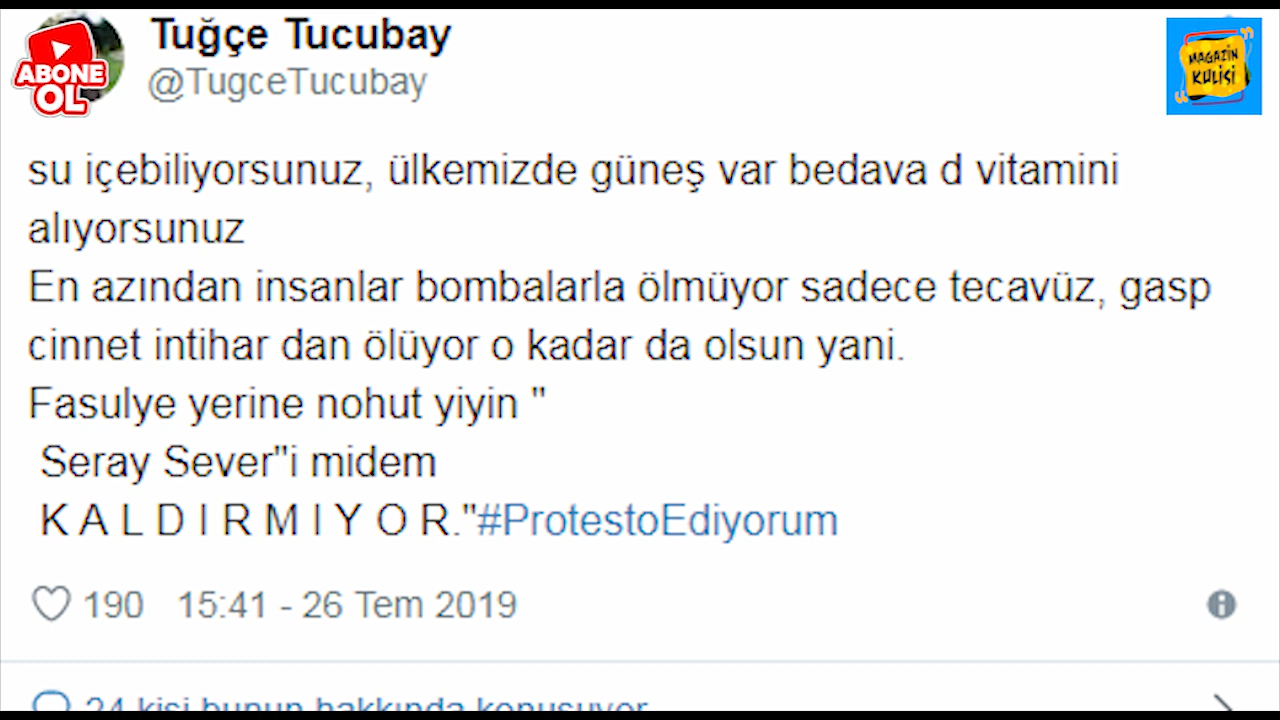 Tuğçe Tucubay
@TugceTucubay
ABONE
OL
MAGAZİN
KULİSİ
su içebiliyorsunuz, ülkemizde güneş var bedava d vitamini
alıyorsunuz
En azından insanlar bombalarla ölmüyor sadece tecavüz, gasp
cinnet intihar dan ölüyor o kadar da olsun yani.
Fasulye yerine nohut yiyin "
Seray Sever"i midem
K A L D I R M I Y O R."#ProtestoEdiyorum
190 15:41 - 26 Tem 2019
24 kişi bunun hakkında konuşuyor